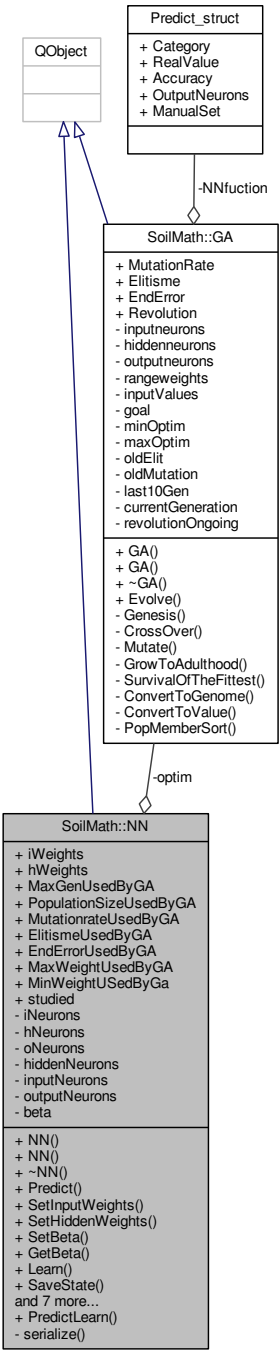 Predict_struct
+ Category
+ RealValue
+ Accuracy
+ OutputNeurons
+ ManualSet
QObject
-NNfuction
SoilMath::GA
+ MutationRate
+ Elitisme
+ EndError
+ Revolution
- inputneurons
- hiddenneurons
- outputneurons
- rangeweights
- inputValues
- goal
- minOptim
- maxOptim
- oldElit
- oldMutation
- last10Gen
- currentGeneration
- revolutionOngoing
+ GA()
+ GA()
+ ~GA()
+ Evolve()
- Genesis()
- CrossOver()
- Mutate()
- GrowToAdulthood()
- SurvivalOfTheFittest()
- ConvertToGenome()
- ConvertToValue()
- PopMemberSort()
-optim
SoilMath::NN
+ iWeights
+ hWeights
+ MaxGenUsedByGA
+ PopulationSizeUsedByGA
+ MutationrateUsedByGA
+ ElitismeUsedByGA
+ EndErrorUsedByGA
+ MaxWeightUsedByGA
+ MinWeightUSedByGa
+ studied
- iNeurons
- hNeurons
- oNeurons
- hiddenNeurons
- inputNeurons
- outputNeurons
- beta
+ NN()
+ NN()
+ ~NN()
+ Predict()
+ SetInputWeights()
+ SetHiddenWeights()
+ SetBeta()
+ GetBeta()
+ Learn()
+ SaveState()
and 7 more...
+ PredictLearn()
- serialize()